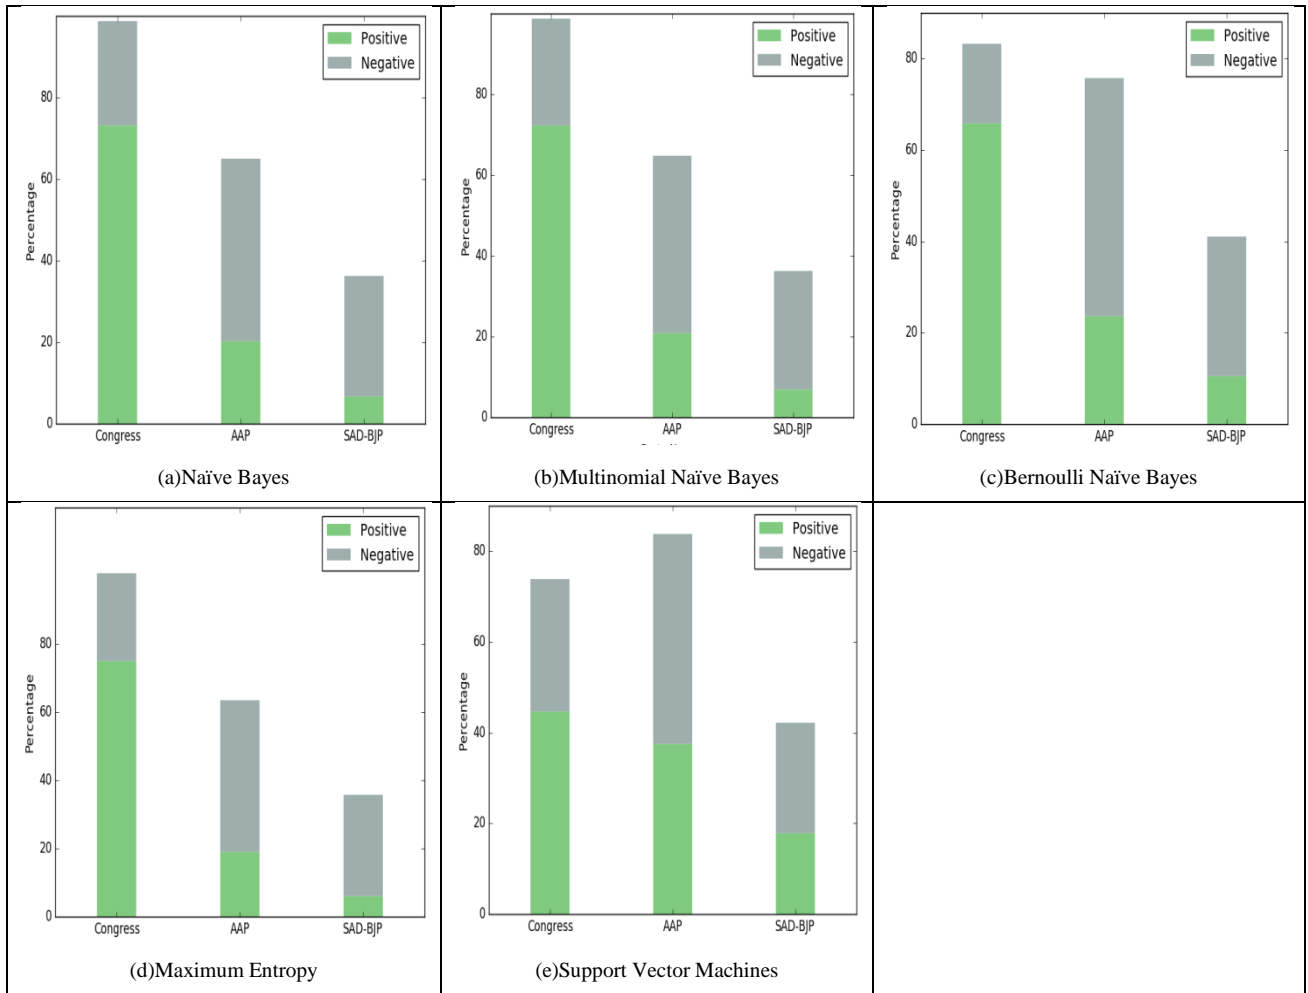 Positive
Negative
80
60
40
20
0
Percentage
Congress AAP SAD-BJP
(a)Naïve Bayes
Positive
Negative
80
60
40
20
0
Percentage
Congress AAP SAD-BJP
(b)Multinomial Naïve Bayes
Positive
Negative
80
60
40
20
0
Percentage
Congress AAP SAD-BJP
(c)Bernoulli Naïve Bayes
Positive
Negative
80
60
40
20
0
Percentage
Congress AAP SAD-BJP
(d)Maximum Entropy
Positive
Negative
80
60
40
20
0
Percentage
Congress AAP SAD-BJP
(e)Support Vector Machines